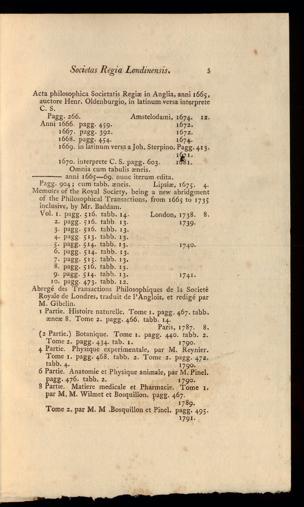 Societas Regia Londinensis. 5
Acta philosophica Societatis Regiæ in Anglia, anni 1665,
auctore Henr. Oldenburgio, in latinum versa interprete
C. S.
Pagg. 266. Amstelodami, 1674. 12.
Anni 1666. pagg. 459. 1672.
1667. pagg. 392. 1672.
1668. pagg. 454. 1674.
1669. in latinum versa a Joh. Sterpino. Pagg. 413.
1671.
1670. interprete C. S. pagg. 603. 1681.
Omnia cum tabulis æneis.
——— anni 1665—69. nunc iterum edita.
Pagg. 904; cum tabb. æneis. Lipsiæ, 1675. 4.
Memoirs of the Royal Society, being a new abridgment
of the Philosophical Transactions, from 1665 to 1735
inclusive, by Mr. Baddam.
Vol. 1. pagg. 516. tabb. 14. London, 1738. 8.
2. pagg. 516. tabb. 13. 1739.
3. pagg. 516. tabb. 13.
4. pagg. 513. tabb. 13.
5. pagg. 514. tabb. 13. 1740.
6. pagg. 514. tabb. 13.
7. pagg. 515. tabb. 13.
8. pagg. 516. tabb. 13.
9. pagg. 514. tabb. 13. 1741.
10. pagg. 473. tabb. 12.
Abregé des Transactions Philosophiques de la Societé
Royale de Londres, traduit de l'Anglois, et redigé par
M. Gibelin.
1 Partie. Histoire naturelle. Tome 1. pagg. 467. tabb.
æneæ 8. Tome 2. pagg. 466. tabb. 14.
Paris, 1787. 8.
(2 Partie.) Botanique. Tome 1. pagg. 440. tabb. 2.
Tome 2. pagg. 434. tab. 1. 1790.
4 Partie. Physique experimentale, par M. Reynier.
Tome 1. pagg. 468. tabb. 2. Tome 2. pagg. 472.
tabb. 4. 1790.
6 Partie. Anatomie et Physique animale, par M. Pinel.
pagg. 476. tabb. 2. 1790.
8 Partie. Matiere medicale et Pharmacie. Tome 1.
par M. M. Wilmet et Bosquillon. pagg. 467.
1789.
Tome 2. par M. M .Bosquillon et Pinel. pagg. 495.
1791.